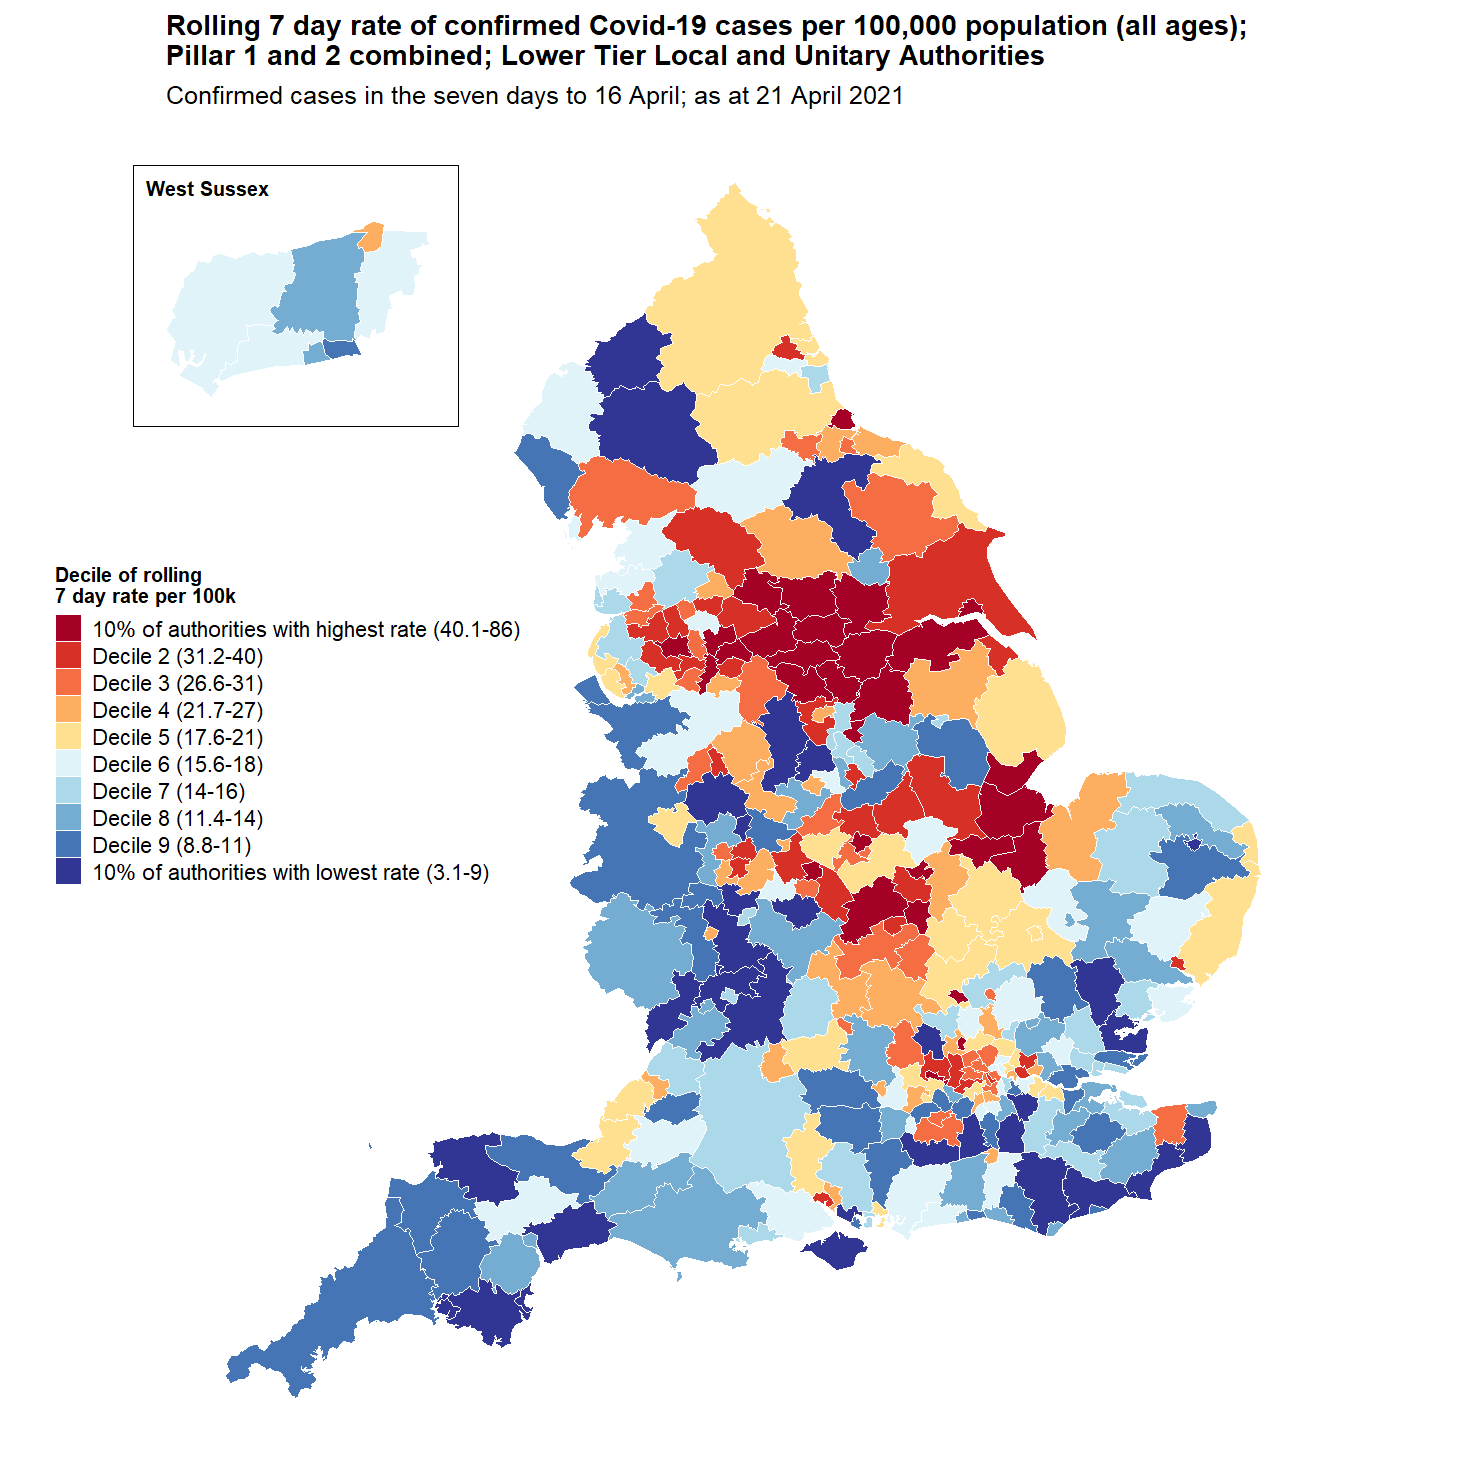 Rolling 7 day rate of confirmed Covid-19 cases per 100,000 population (all ages);
Pillar 1 and 2 combined; Lower Tier Local and Unitary Authorities
Confirmed cases in the seven days to 16 April; as at 21 April 2021
West Sussex
Decile of rolling
7 day rate per 100k
10% of authorities with highest rate (40.1-86)
Decile 2 (31.2-40)
Decile 3 (26.6-31)
Decile 4 (21.7-27)
Decile 5 (17.6-21)
Decile 6 (15.6-18)
Decile 7 (14-16)
Decile 8 (11.4-14)
Decile 9 (8.8-11)
10% of authorities with lowest rate (3.1-9)